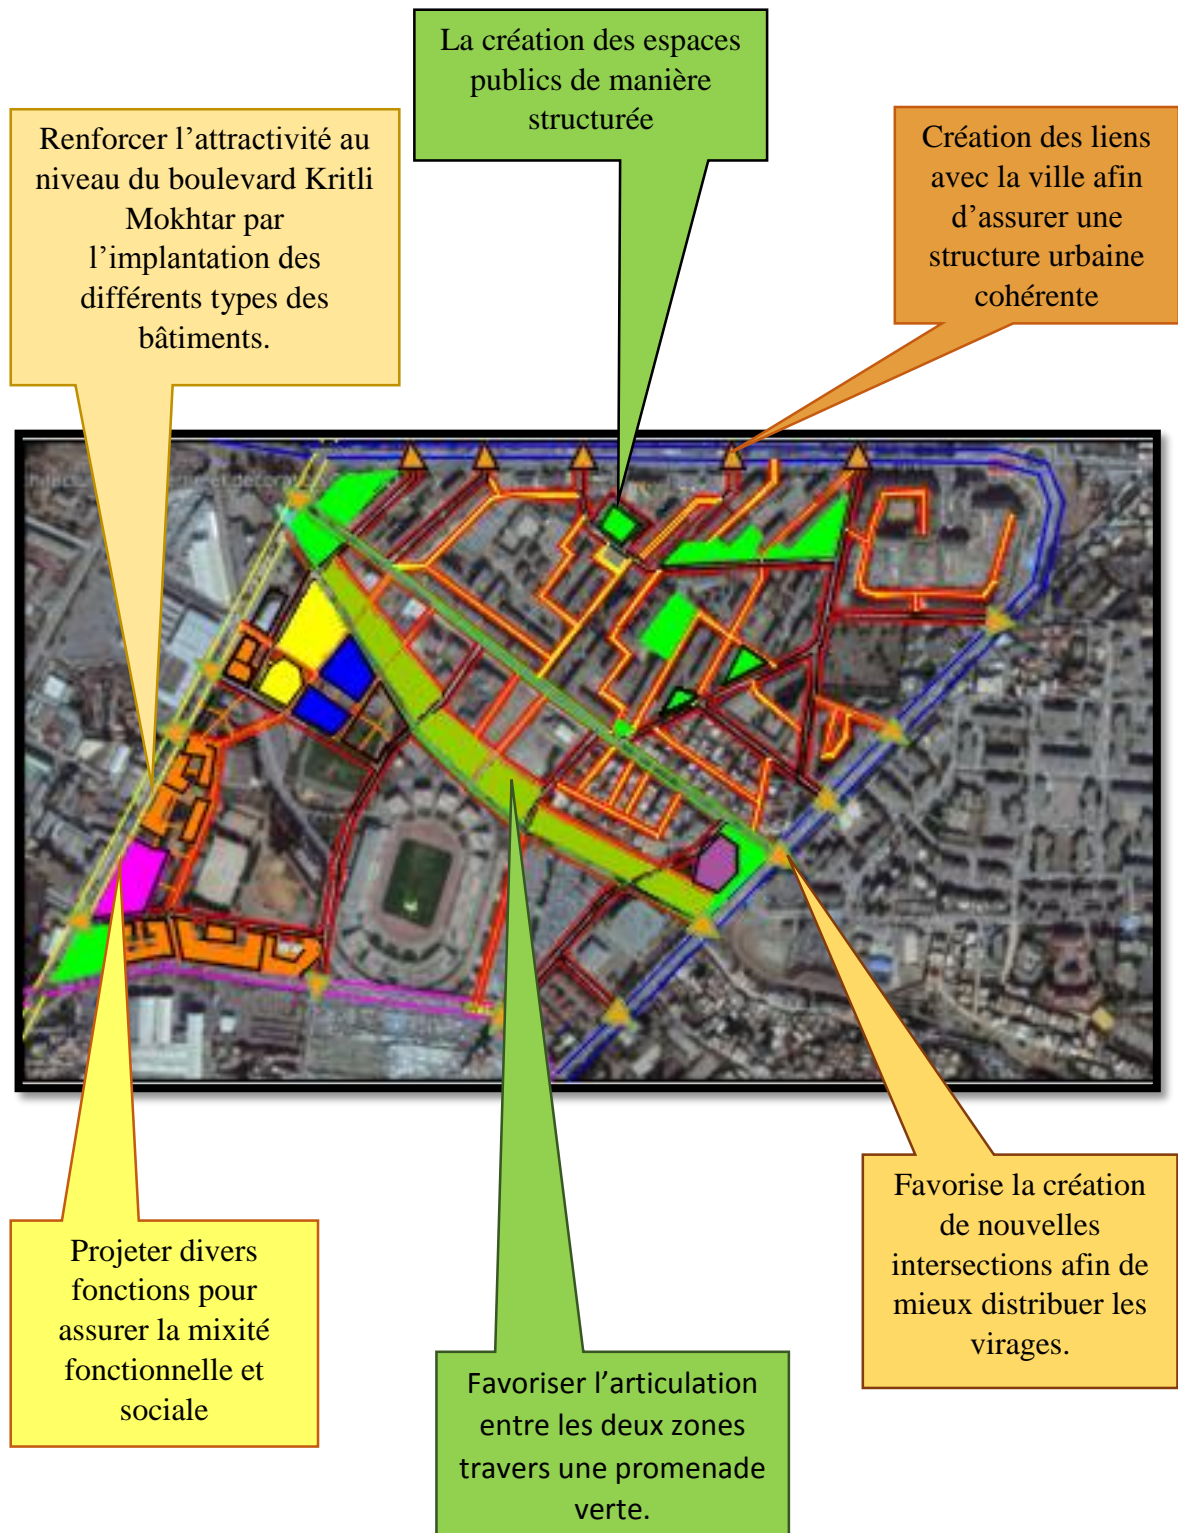 La création des espaces
publics de manière
structurée
Renforcer l’attractivité au
niveau du boulevard Kritli
Mokhtar par
l’implantation des
différents types des
bâtiments.
Création des liens
avec la ville afin
d’assurer une
structure urbaine
cohérente
Projeter divers
fonctions pour
assurer la mixité
fonctionnelle et
sociale
Favoriser l’articulation
entre les deux zones
travers une promenade
verte.
Favorise la création
de nouvelles
intersections afin de
mieux distribuer les
virages.